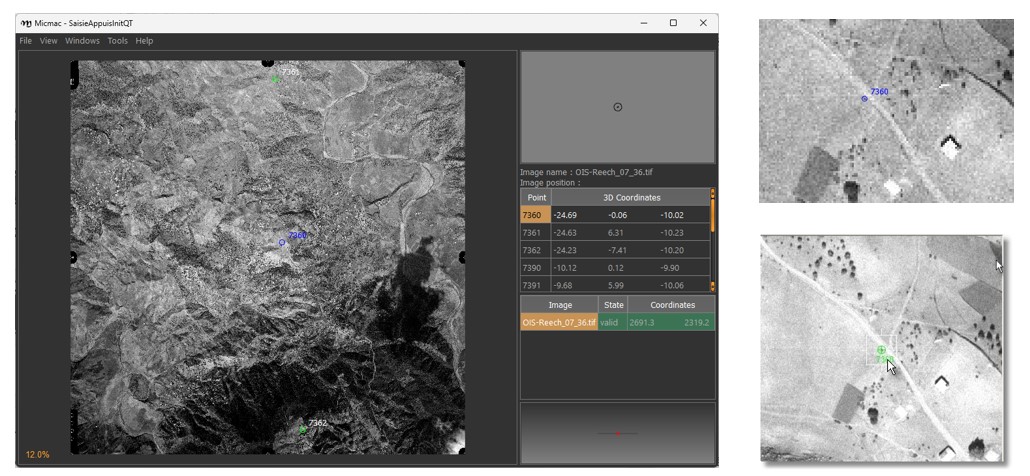 Micmac - SaisieAppuisInitQT
File View Windows Tools Help
7361
7360
7362
12.0%
Image name : OIS-Reech_07_36.tif
Image position :
Point 3D Coordinates
7360 -24.69 -0.06 -10.02
7361 -24.63 6.31 -10.23
7362 -24.23 -7.41 -10.20
7390 -10.12 0.12 -9.90
7391 -9.68 5.99 -10.06
Image State Coordinates
OIS-Reech_07_36.tif valid 2691.3 2319.2
7360